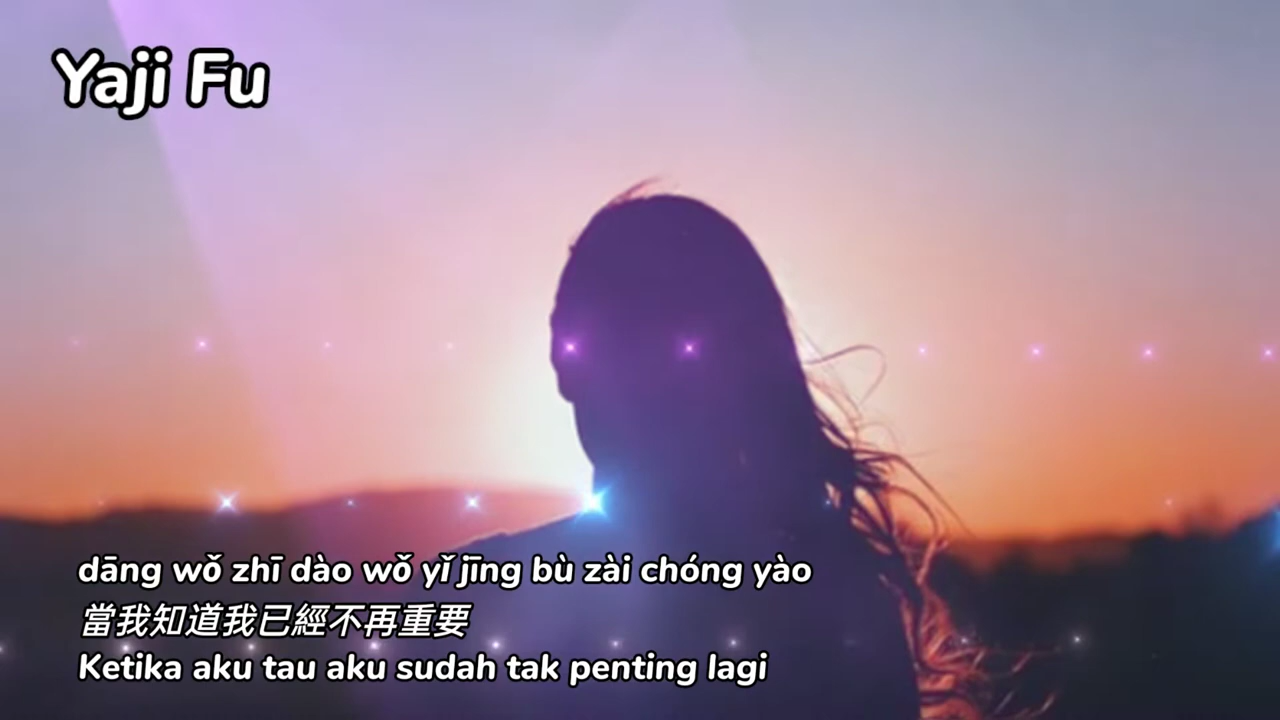 Yaji Fu
dāng wǒ zhī dào wǒ yǐ jīng bù zài chóng yào
當我知道我已經不再重要
Ketika aku tau aku sudah tak penting lagi